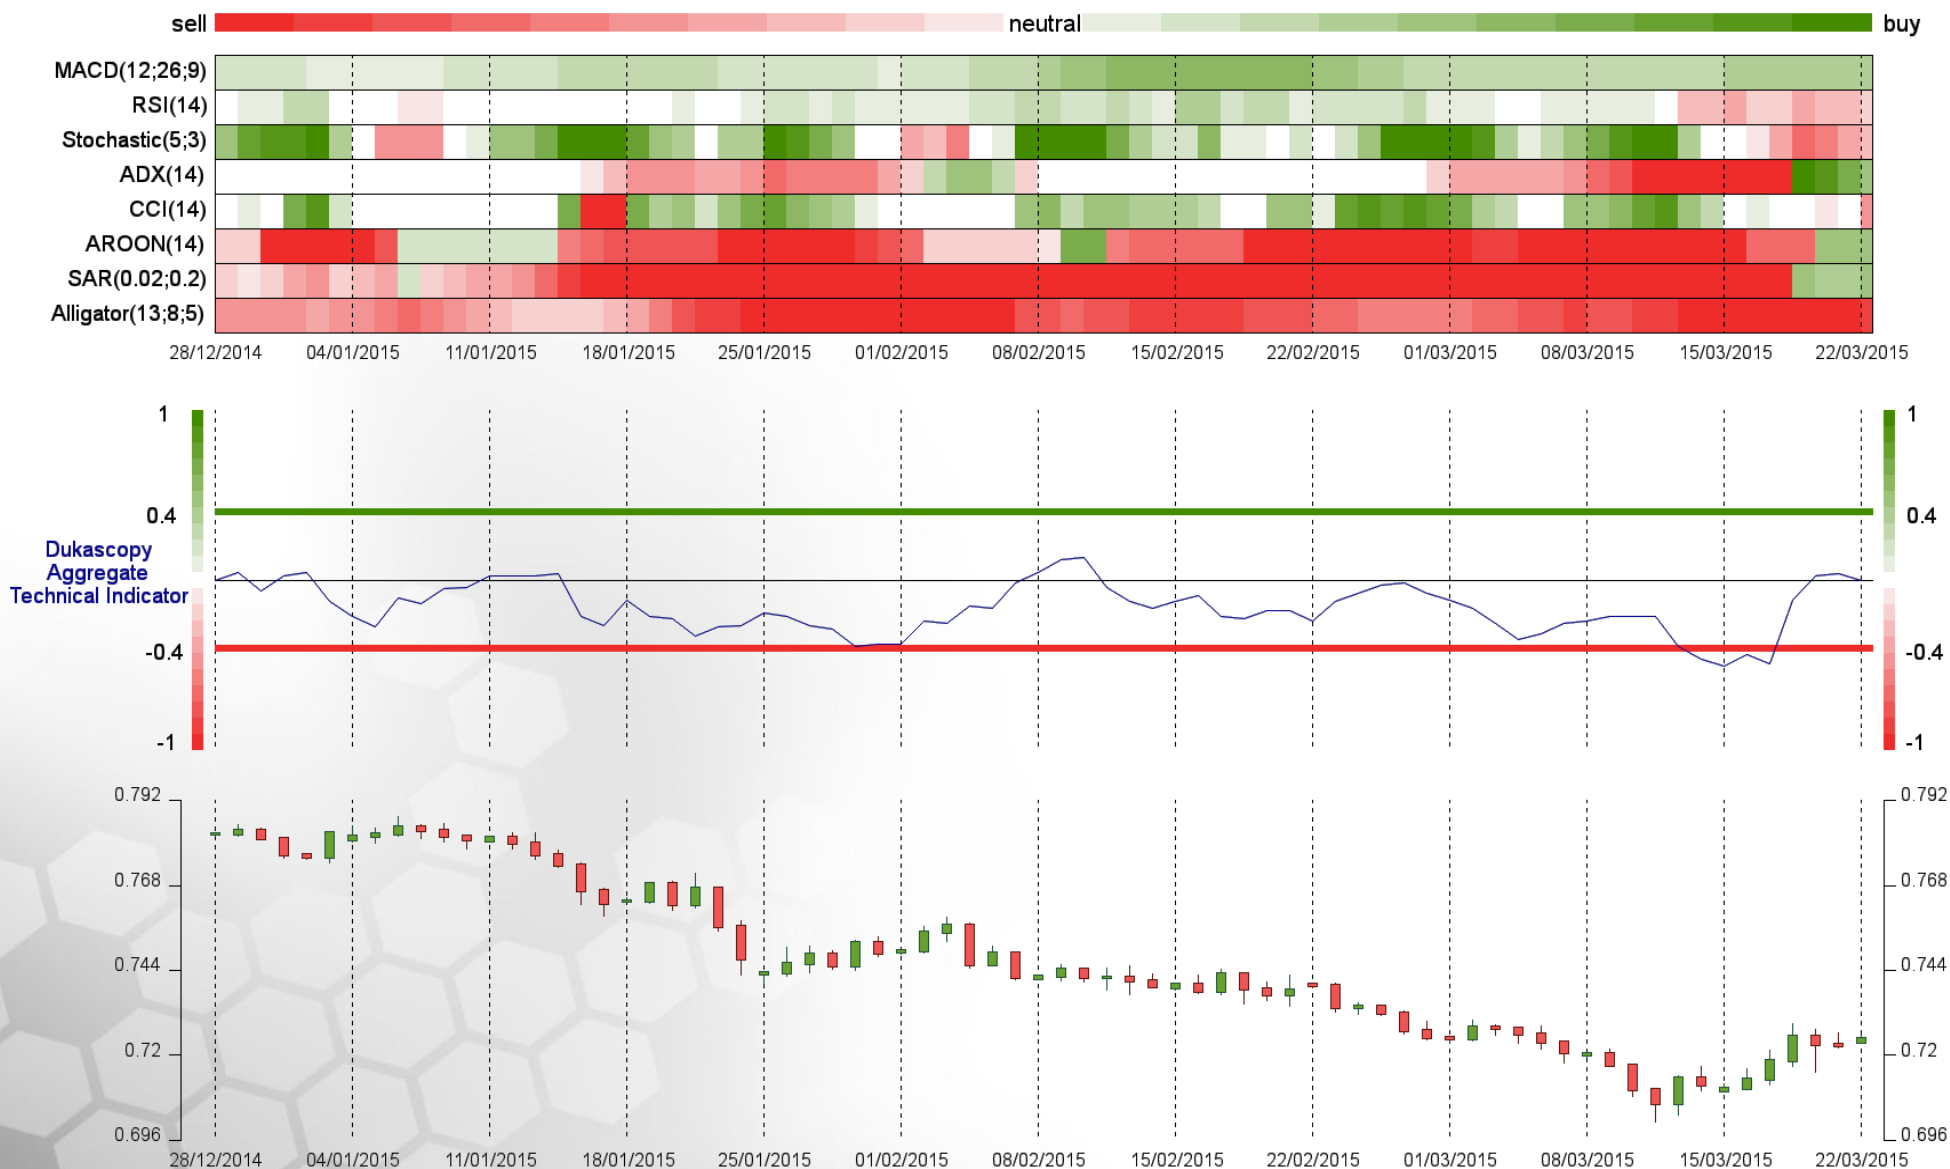 sell neutral buy
MACD(12;26;9)
RSI(14)
Stochastic(5;3)
ADX(14)
CCI(14)
AROON(14)
SAR(0.02;0.2)
Alligator(13;8;5)
28/12/2014 04/01/2015 11/01/2015 18/01/2015 25/01/2015 01/02/2015 08/02/2015 15/02/2015 22/02/2015 01/03/2015 08/03/2015 15/03/2015 22/03/2015
1 1
0.4 0.4
Dukascopy
Aggregate
Technical Indicator
-0.4 -0.4
-1 -1
0.792 0.792
0.768 0.768
0.744 0.744
0.72 0.72
0.696 0.696
28/12/2014 04/01/2015 11/01/2015 18/01/2015 25/01/2015 01/02/2015 08/02/2015 15/02/2015 22/02/2015 01/03/2015 08/03/2015 15/03/2015 22/03/2015